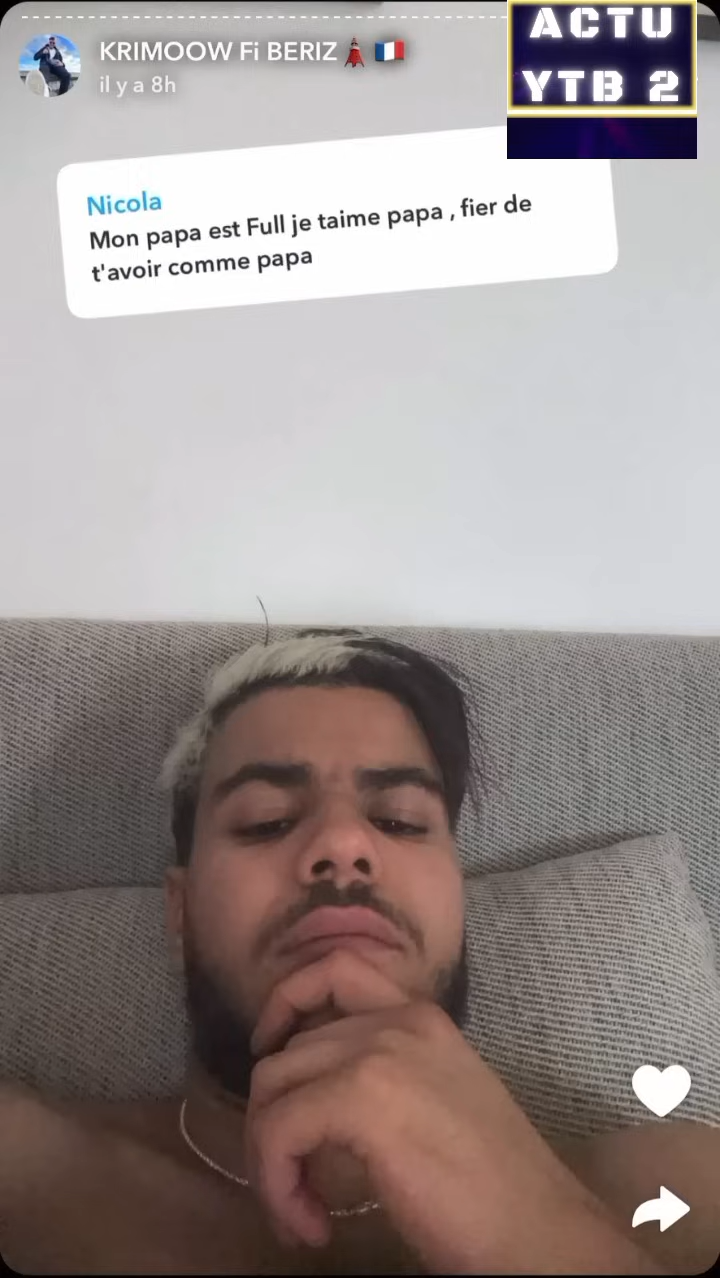 KRIMOOW Fi BERIZ 🗼 🇫🇷
il y a 8h
ACTU
YTB 2
Nicola
Mon papa est Full je taime papa , fier de
t'avoir comme papa